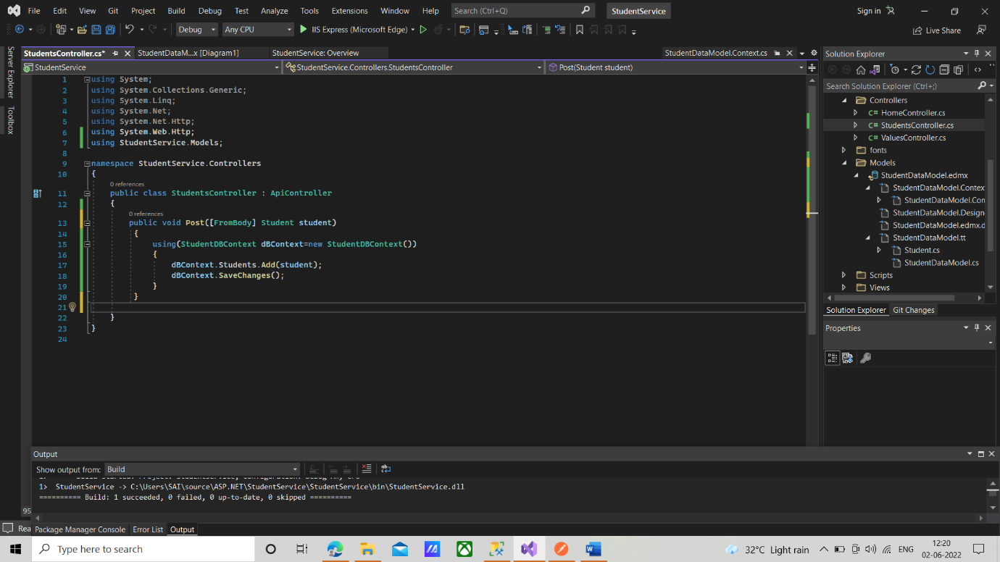 File Edit View Git Project Build Debug Test Analyze Tools Extensions Window Help Search (Ctrl+Q) StudentService Sign in
Debug Any CPU IIS Express (Microsoft Edge) Live Share
Server Explorer
Toolbox
StudentsController.cs* StudentDataM...x [Diagram1] StudentService: Overview StudentDataModel.Context.cs
StudentService StudentService.Controllers.StudentsController Post(Student student)
1 using System;
2 using System.Collections.Generic;
3 using System.Linq;
4 using System.Net;
5 using System.Net.Http;
6 using System.Web.Http;
7 using StudentService.Models;
8
9 namespace StudentService.Controllers
10 {
0 references
11 public class StudentsController : ApiController
12 {
0 references
13 public void Post([FromBody] Student student)
14 {
15 using(StudentDBContext dBContext=new StudentDBContext())
16 {
17 dBContext.Students.Add(student);
18 dBContext.SaveChanges();
19 }
20 }
21
22 }
23 }
24
Solution Explorer
Search Solution Explorer (Ctrl+;)
Controllers
C# HomeController.cs
C# StudentsController.cs
C# ValuesController.cs
fonts
Models
StudentDataModel.edmx
StudentDataModel.Contex
StudentDataModel.Con
StudentDataModel.Design
StudentDataModel.edmx.d
StudentDataModel.tt
Student.cs
StudentDataModel.cs
Scripts
Views
Solution Explorer Git Changes
Properties
Output
Show output from: Build
1> StudentService -> C:\Users\SAI\source\ASP.NET\StudentService\StudentService\bin\StudentService.dll
========== Build: 1 succeeded, 0 failed, 0 up-to-date, 0 skipped ==========
95
Rea Package Manager Console Error List Output
Type here to search 32°C Light rain ENG 12:20
02-06-2022